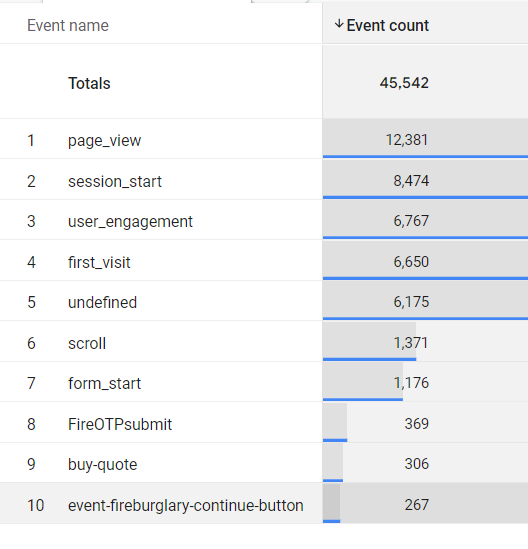 Event name ↓ Event count
Totals 45,542
1 page_view 12,381
2 session_start 8,474
3 user_engagement 6,767
4 first_visit 6,650
5 undefined 6,175
6 scroll 1,371
7 form_start 1,176
8 FireOTPsubmit 369
9 buy-quote 306
10 event-fireburglary-continue-button 267